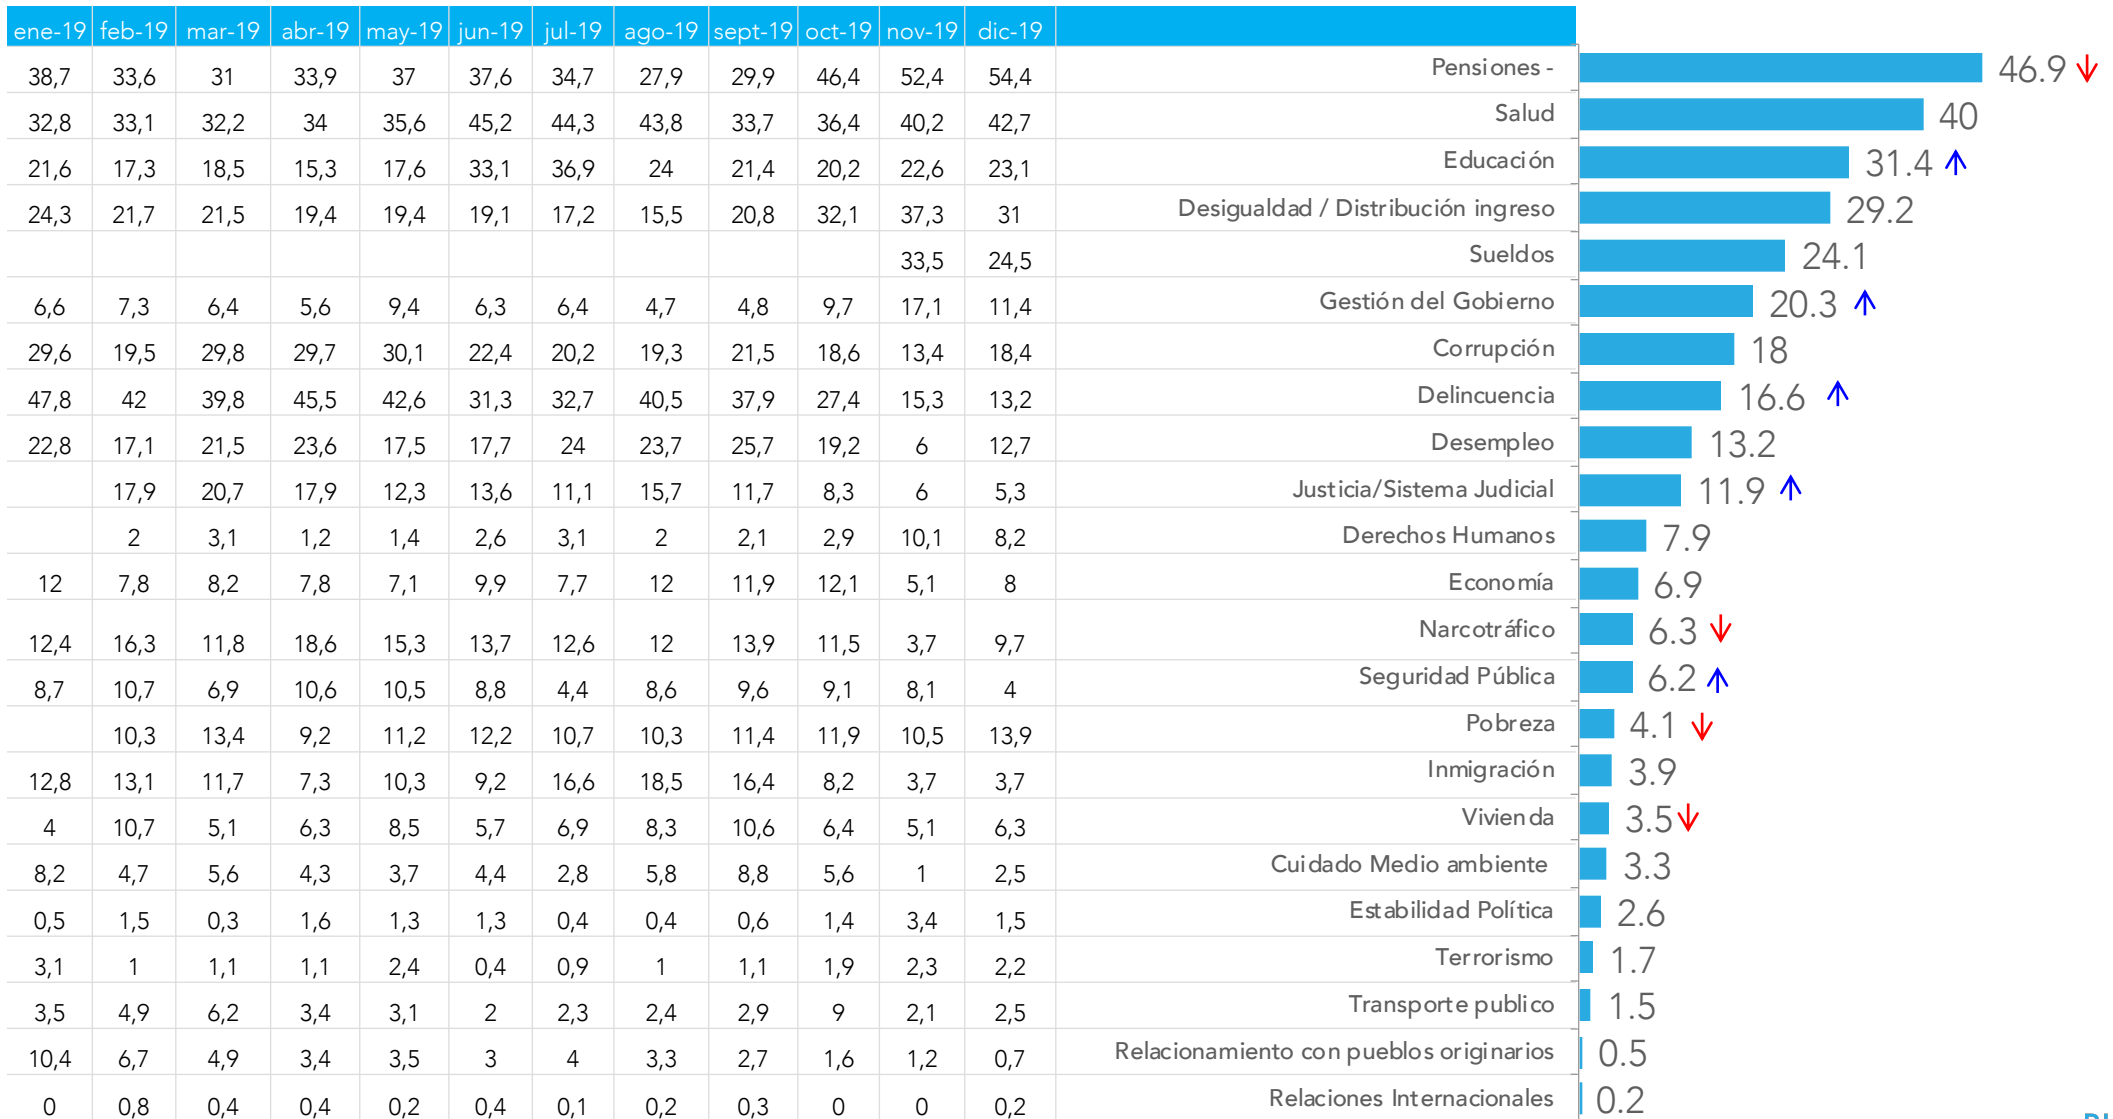 ene-19 feb-19 mar-19 abr-19 may-19 jun-19 jul-19 ago-19 sept-19 oct-19 nov-19 dic-19
38,7 33,6 31 33,9 37 37,6 34,7 27,9 29,9 46,4 52,4 54,4 Pensiones - 46.9
32,8 33,1 32,2 34 35,6 45,2 44,3 43,8 33,7 36,4 40,2 42,7 Salud 40
21,6 17,3 18,5 15,3 17,6 33,1 36,9 24 21,4 20,2 22,6 23,1 Educación 31.4
24,3 21,7 21,5 19,4 19,4 19,1 17,2 15,5 20,8 32,1 37,3 31 Desigualdad / Distribución ingreso 29.2
33,5 24,5 Sueldos 24.1
6,6 7,3 6,4 5,6 9,4 6,3 6,4 4,7 4,8 9,7 17,1 11,4 Gestión del Gobierno 20.3
29,6 19,5 29,8 29,7 30,1 22,4 20,2 19,3 21,5 18,6 13,4 18,4 Corrupción 18
47,8 42 39,8 45,5 42,6 31,3 32,7 40,5 37,9 27,4 15,3 13,2 Delincuencia 16.6
22,8 17,1 21,5 23,6 17,5 17,7 24 23,7 25,7 19,2 6 12,7 Desempleo 13.2
17,9 20,7 17,9 12,3 13,6 11,1 15,7 11,7 8,3 6 5,3 Justicia/Sistema Judicial 11.9
2 3,1 1,2 1,4 2,6 3,1 2 2,1 2,9 10,1 8,2 Derechos Humanos 7.9
12 7,8 8,2 7,8 7,1 9,9 7,7 12 11,9 12,1 5,1 8 Economía 6.9
12,4 16,3 11,8 18,6 15,3 13,7 12,6 12 13,9 11,5 3,7 9,7 Narcotráfico 6.3
8,7 10,7 6,9 10,6 10,5 8,8 4,4 8,6 9,6 9,1 8,1 4 Seguridad Pública 6.2
10,3 13,4 9,2 11,2 12,2 10,7 10,3 11,4 11,9 10,5 13,9 Pobreza 4.1
12,8 13,1 11,7 7,3 10,3 9,2 16,6 18,5 16,4 8,2 3,7 3,7 Inmigración 3.9
4 10,7 5,1 6,3 8,5 5,7 6,9 8,3 10,6 6,4 5,1 6,3 Vivienda 3.5
8,2 4,7 5,6 4,3 3,7 4,4 2,8 5,8 8,8 5,6 1 2,5 Cuidado Medio ambiente 3.3
0,5 1,5 0,3 1,6 1,3 1,3 0,4 0,4 0,6 1,4 3,4 1,5 Estabilidad Política 2.6
3,1 1 1,1 1,1 2,4 0,4 0,9 1 1,1 1,9 2,3 2,2 Terrorismo 1.7
3,5 4,9 6,2 3,4 3,1 2 2,3 2,4 2,9 9 2,1 2,5 Transporte publico 1.5
10,4 6,7 4,9 3,4 3,5 3 4 3,3 2,7 1,6 1,2 0,7 Relacionamiento con pueblos originarios 0.5
0 0,8 0,4 0,4 0,2 0,4 0,1 0,2 0,3 0 0 0,2 Relaciones Internacionales 0.2